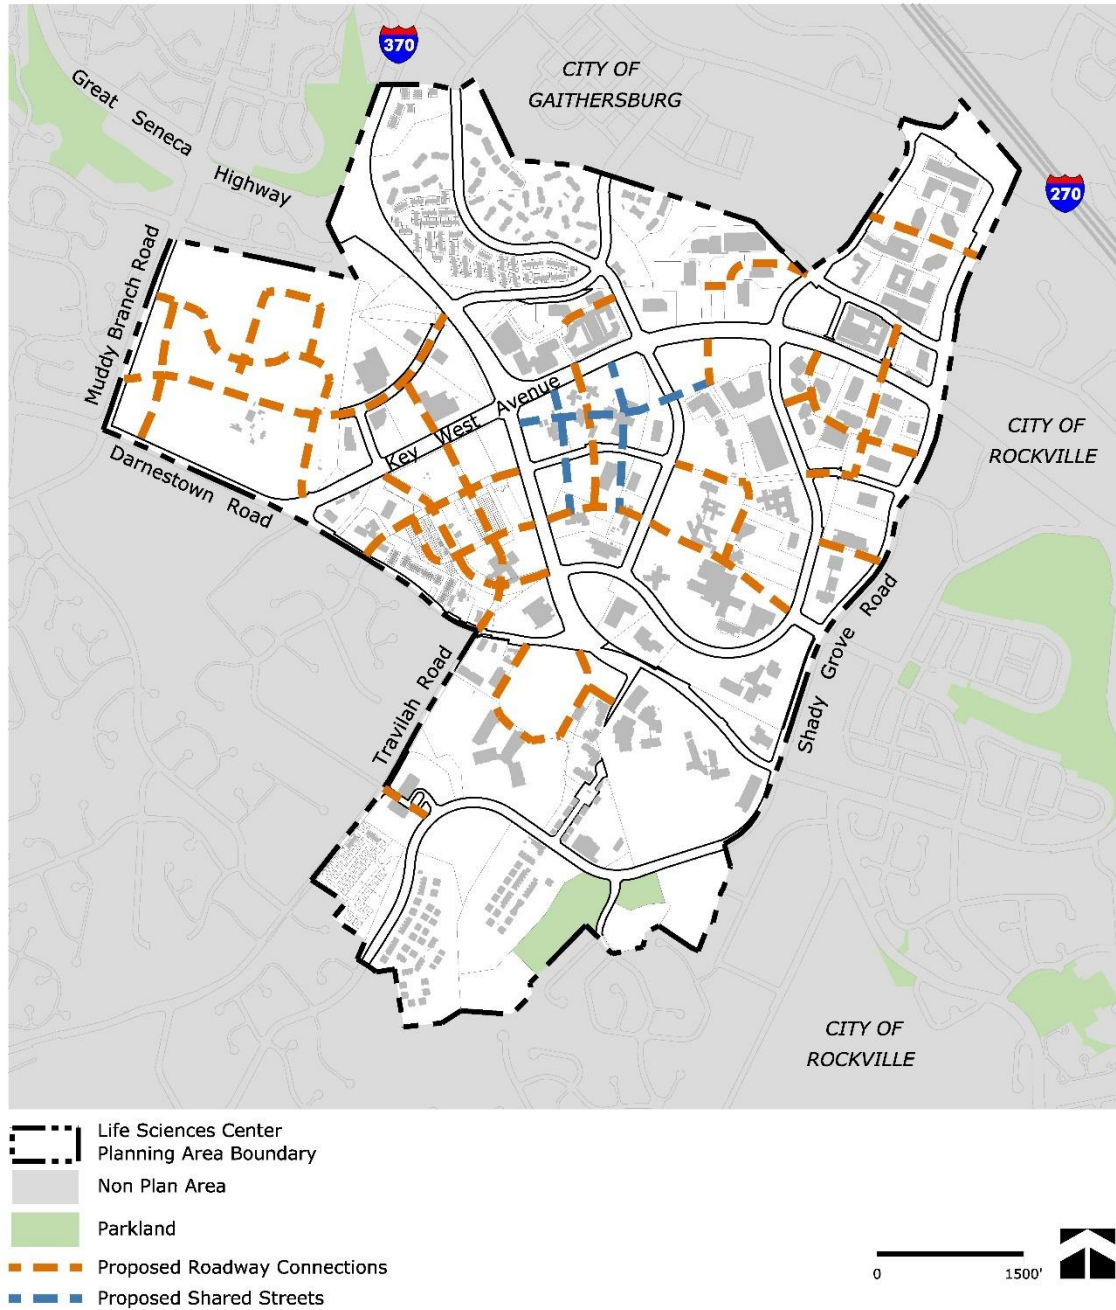 370
CITY OF
GAITHERSBURG
Great Seneca Highway
270
Muddy Branch Road
Key West Avenue
CITY OF
ROCKVILLE
Darnestown Road
Shady Grove Road
Travilah Road
CITY OF
ROCKVILLE
Life Sciences Center
Planning Area Boundary
Non Plan Area
Parkland
Proposed Roadway Connections
Proposed Shared Streets
0 1500'